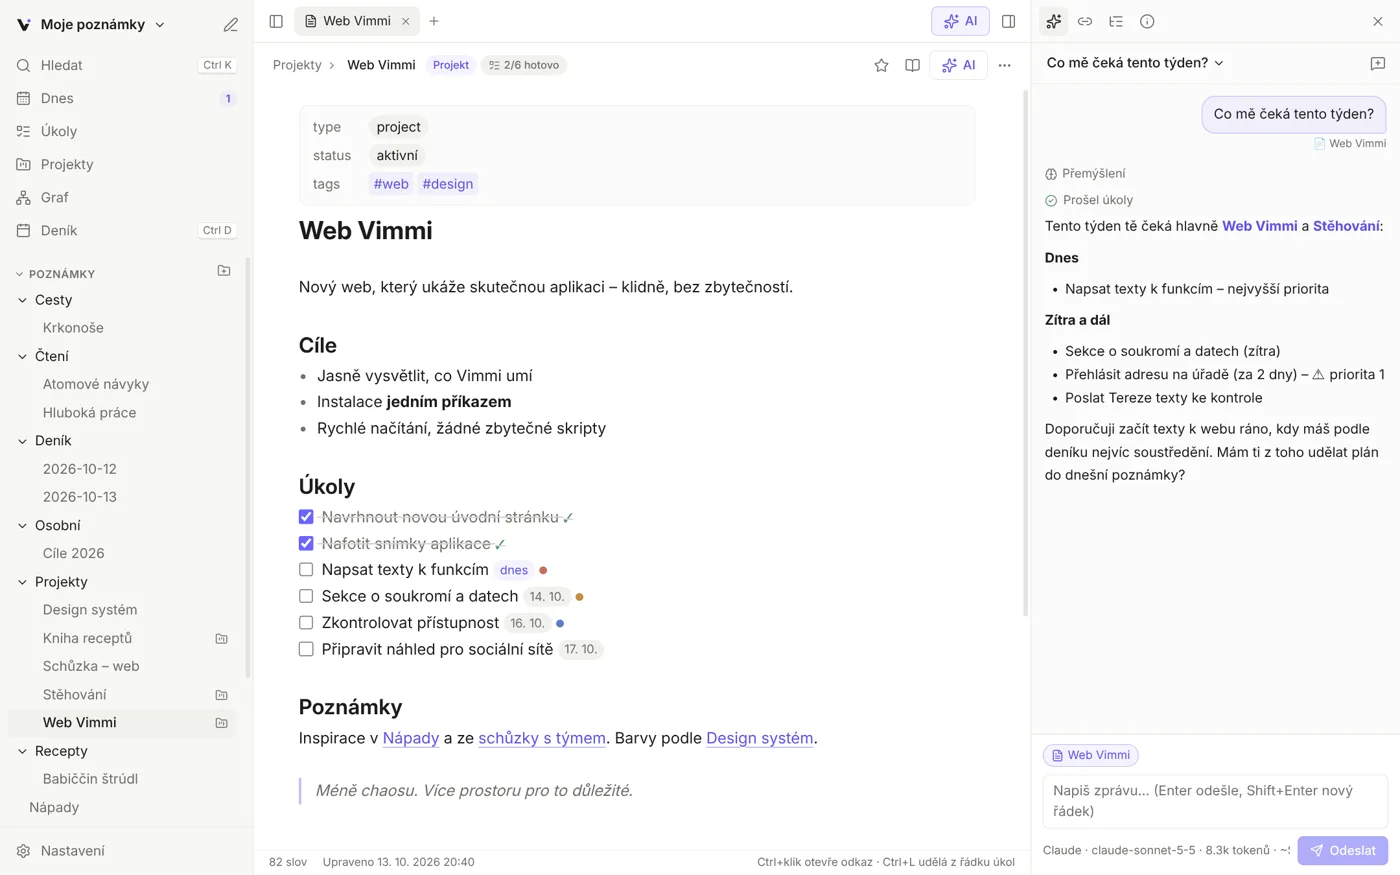 Moje poznámky
Hledat Ctrl K
Dnes 1
Úkoly
Projekty
Graf
Deník Ctrl D
POZNÁMKY
Cesty
Krkonoše
Čtení
Atomové návyky
Hluboká práce
Deník
2026-10-12
2026-10-13
Osobní
Cíle 2026
Projekty
Design systém
Kniha receptů
Schůzka – web
Stěhování
Web Vimmi
Recepty
Babiččin štrúdl
Nápady
Nastavení
Web Vimmi
AI
Projekty Web Vimmi Projekt 2/6 hotovo AI
type project
status aktivní
tags #web #design
Web Vimmi
Nový web, který ukáže skutečnou aplikaci – klidně, bez zbytečností.
Cíle
• Jasně vysvětlit, co Vimmi umí
• Instalace jedním příkazem
• Rychlé načítání, žádné zbytečné skripty
Úkoly
Navrhnout novou úvodní stránku ✓
Nafotit snímky aplikace ✓
Napsat texty k funkcím dnes
Sekce o soukromí a datech 14. 10.
Zkontrolovat přístupnost 16. 10.
Připravit náhled pro sociální sítě 17. 10.
Poznámky
Inspirace v Nápady a ze schůzky s týmem. Barvy podle Design systém.
Méně chaosu. Více prostoru pro to důležité.
82 slov Upraveno 13. 10. 2026 20:40
Ctrl+klik otevře odkaz · Ctrl+L udělá z řádku úkol
Co mě čeká tento týden?
Co mě čeká tento týden?
Web Vimmi
Přemýšlení
Prošel úkoly
Tento týden tě čeká hlavně Web Vimmi a Stěhování:
Dnes
• Napsat texty k funkcím – nejvyšší priorita
Zítra a dál
• Sekce o soukromí a datech (zítra)
• Přehlásit adresu na úřadě (za 2 dny) – ⚠ priorita 1
• Poslat Tereze texty ke kontrole
Doporučuji začít texty k webu ráno, kdy máš podle
deníku nejvíc soustředění. Mám ti z toho udělat plán
do dnešní poznámky?
Web Vimmi
Napiš zprávu... (Enter odešle, Shift+Enter nový
řádek)
Claude · claude-sonnet-5-5 · 8.3k tokenů ·
Odeslat